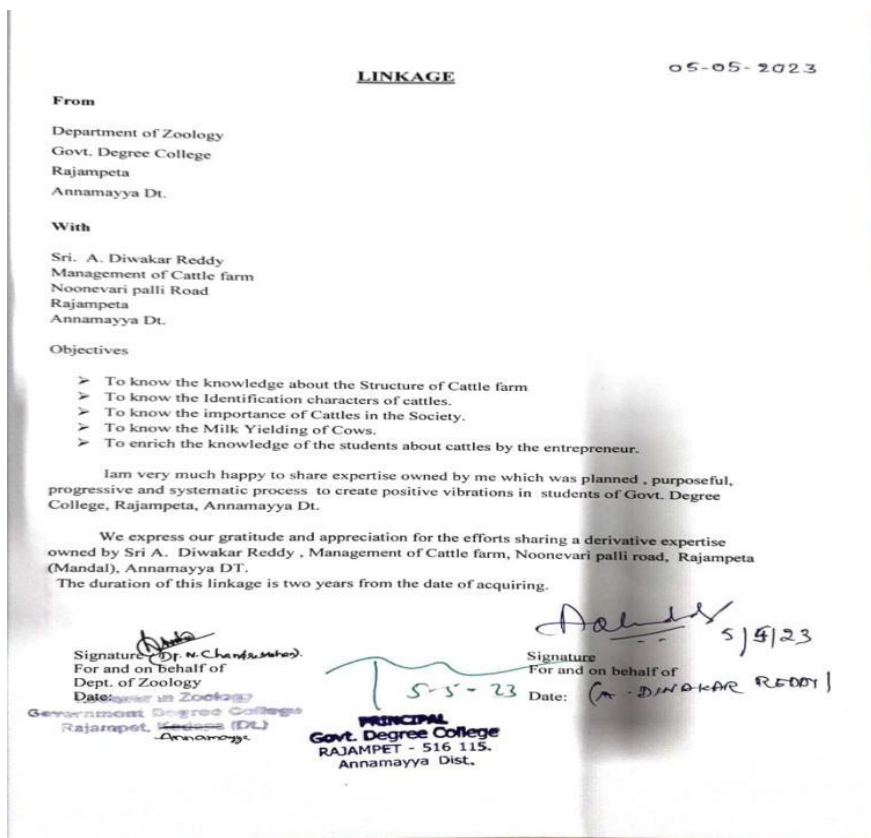 05-05-2023
LINKAGE
From
Department of Zoology
Govt. Degree College
Rajampeta
Annamayya Dt.
With
Sri. A. Diwakar Reddy
Management of Cattle farm
Noonevari palli Road
Rajampeta
Annamayya Dt.
Objectives
➢ To know the knowledge about the Structure of Cattle farm
➢ To know the Identification characters of cattles.
➢ To know the importance of Cattles in the Society.
➢ To know the Milk Yielding of Cows.
➢ To enrich the knowledge of the students about cattles by the entrepreneur.
Iam very much happy to share expertise owned by me which was planned , purposeful,
progressive and systematic process to create positive vibrations in students of Govt. Degree
College, Rajampeta, Annamayya Dt.
We express our gratitude and appreciation for the efforts sharing a derivative expertise
owned by Sri A. Diwakar Reddy , Management of Cattle farm, Noonevari palli road, Rajampeta
(Mandal), Annamayya DT.
The duration of this linkage is two years from the date of acquiring.
Signature (Dr. N. Chandra Mohan).
For and on behalf of
Dept. of Zoology
Date:
in Zoology
Government Degree College
Rajampet, Kadapa (Dt.)
Annamayya
5-5-23
PRINCIPAL
Govt. Degree College
RAJAMPET - 516 115.
Annamayya Dist.
5/5/23
Signature
For and on behalf of
Date: (A. DIWAKAR REDDY)